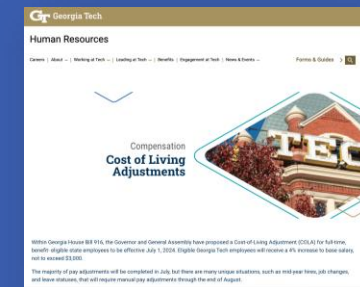 GT Georgia Tech
Human Resources
Careers | About | Working at Tech | Leading at Tech | Benefits | Engagement at Tech | News & Events
Forms & Guides
Compensation
Cost of Living
Adjustments
TEC
Within Georgia House Bill 916, the Governor and General Assembly have proposed a Cost-of-Living Adjustment (COLA) for full-time,
benefit-eligible state employees to be effective July 1, 2024. Eligible Georgia Tech employees will receive a 4% increase to base salary,
not to exceed $3,000.
The majority of pay adjustments will be completed in July, but there are many unique situations, such as mid-year hires, job changes,
and leave statuses, that will require manual pay adjustments through the end of August.